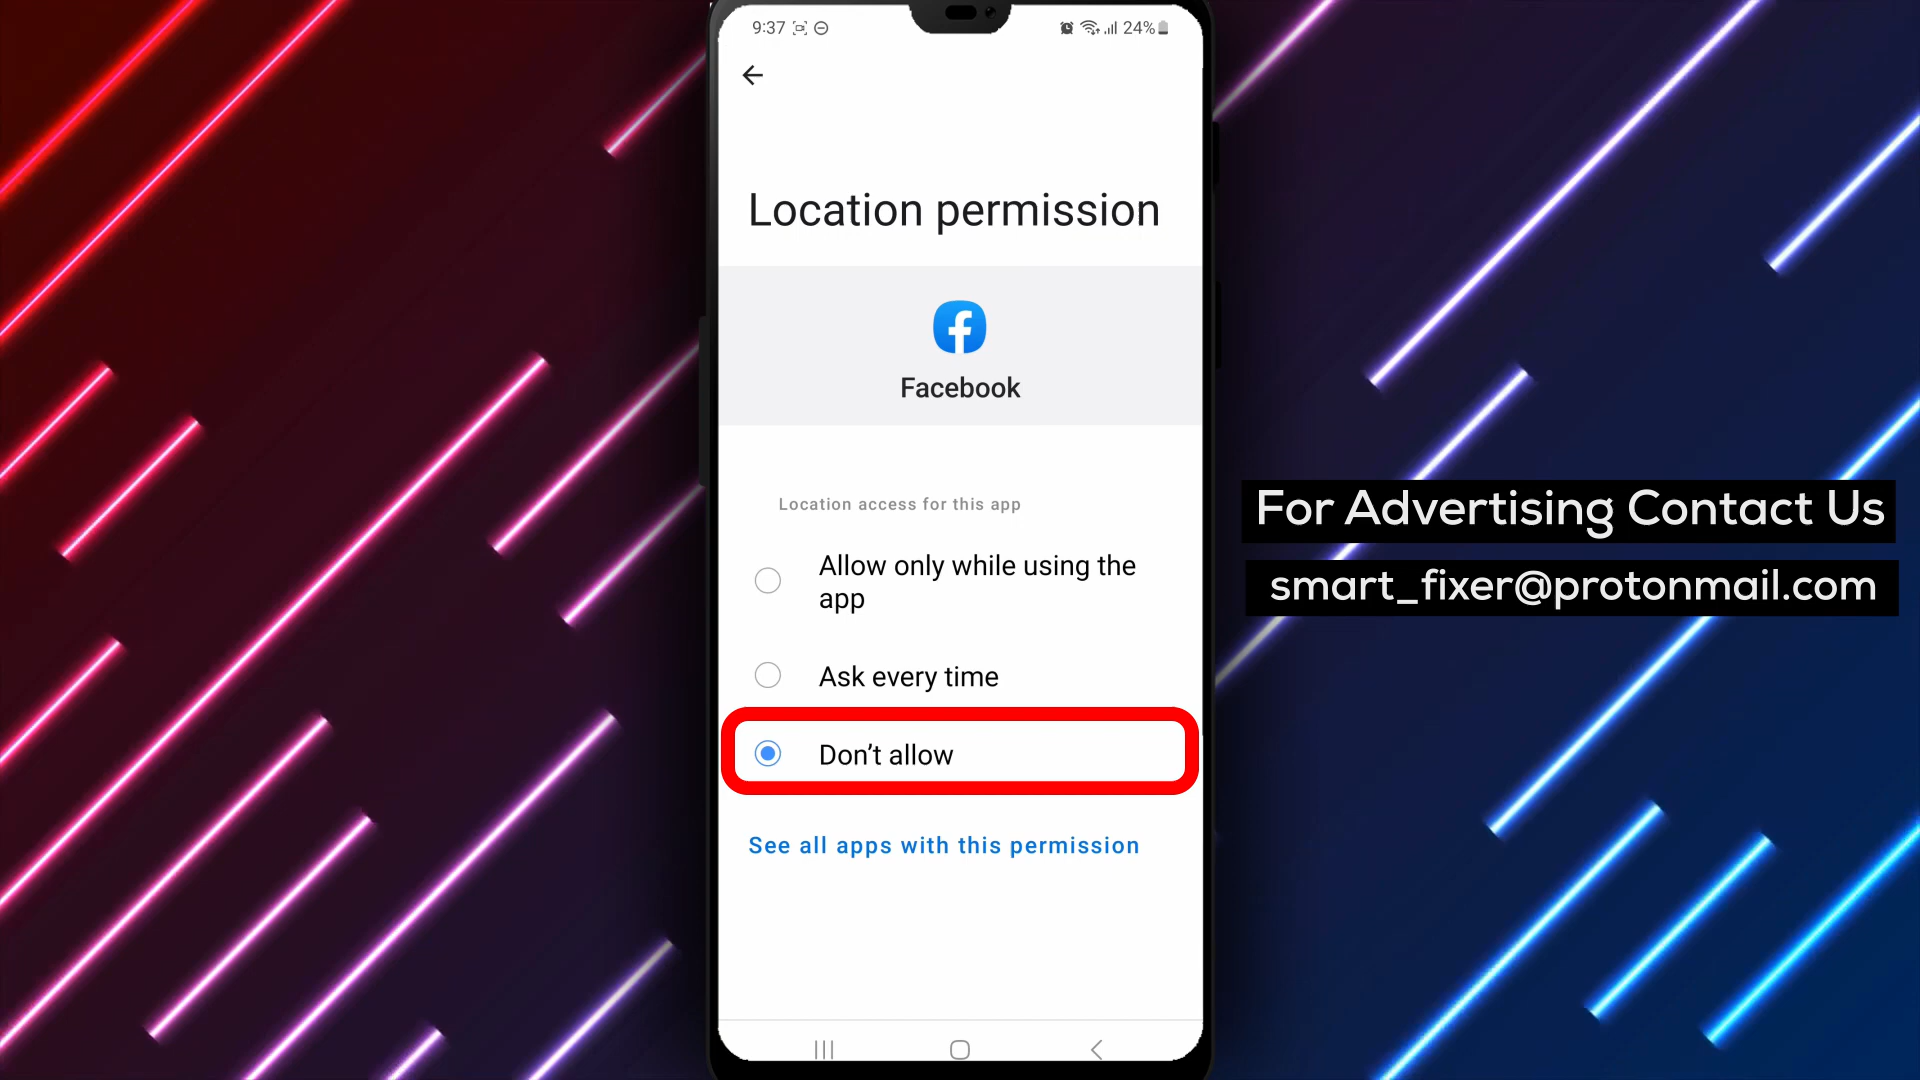 9:37
24%
Location permission
Facebook
Location access for this app
Allow only while using the
app
Ask every time
Don’t allow
See all apps with this permission
For Advertising Contact Us
smart_fixer@protonmail.com